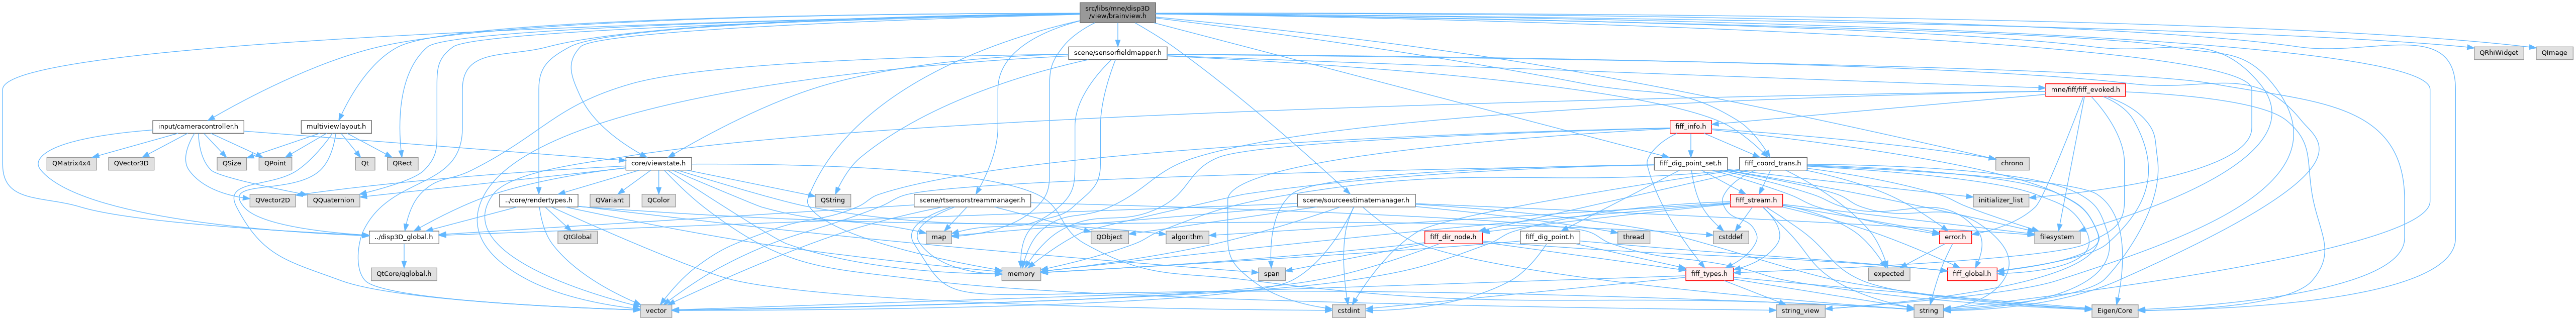 src/libs/mne/disp3D
/view/brainview.h
scene/sensorfieldmapper.h
QRhiWidget
QImage
mne/fiff/fiff_evoked.h
input/cameracontroller.h
multiviewlayout.h
fiff_info.h
QMatrix4x4
QVector3D
QSize
QPoint
Qt
QRect
core/viewstate.h
fiff_dig_point_set.h
fiff_coord_trans.h
chrono
QVector2D
QQuaternion
../core/rendertypes.h
QVariant
QColor
QString
scene/rtsensorstreammanager.h
scene/sourceestimatemanager.h
fiff_stream.h
initializer_list
../disp3D_global.h
QtGlobal
map
QObject
algorithm
fiff_dir_node.h
fiff_dig_point.h
thread
cstddef
error.h
filesystem
QtCore/qglobal.h
memory
span
fiff_types.h
expected
fiff_global.h
vector
cstdint
string_view
string
Eigen/Core